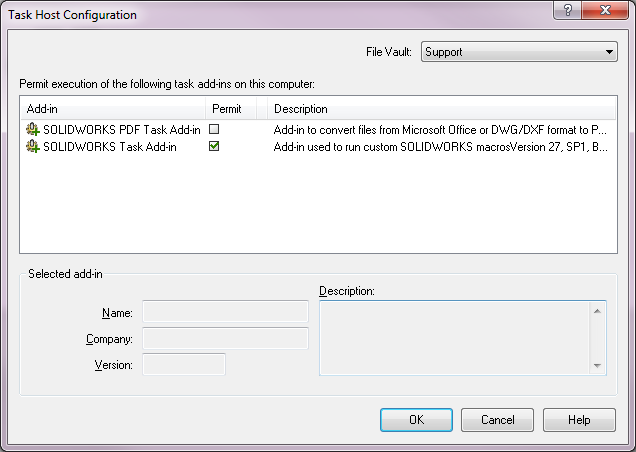 Task Host Configuration
File Vault: Support
Permit execution of the following task add-ins on this computer:
Add-in Permit Description
SOLIDWORKS PDF Task Add-in Add-in to convert files from Microsoft Office or DWG/DXF format to P...
SOLIDWORKS Task Add-in Add-in used to run custom SOLIDWORKS macrosVersion 27, SP1, B...
Selected add-in
Description:
Name:
Company:
Version:
OK Cancel Help